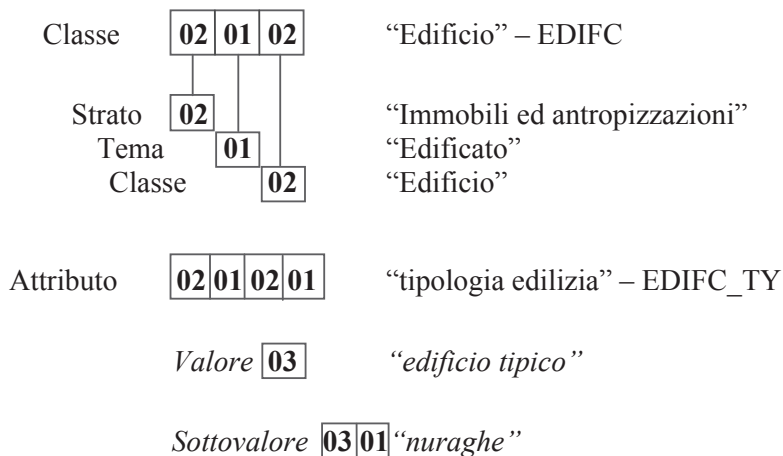 Classe 02 01 02 “Edificio” – EDIFC
Strato 02 “Immobili ed antropizzazioni”
Tema 01 “Edificato”
Classe 02 “Edificio”
Attributo 02 01 02 01 “tipologia edilizia” – EDIFC_TY
Valore 03 “edificio tipico”
Sottovalore 03 01 “nuraghe”